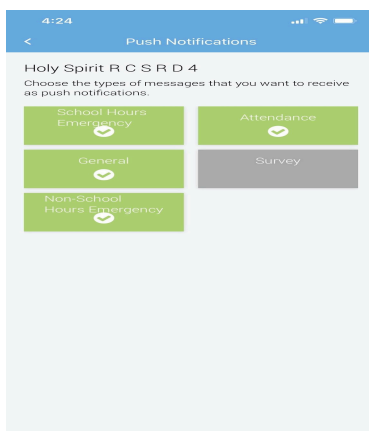 4:24
< Push Notifications
Holy Spirit R C S R D 4
Choose the types of messages that you want to receive
as push notifications.
School Hours
Emergency
Attendance
General
Survey
Non-School
Hours Emergency